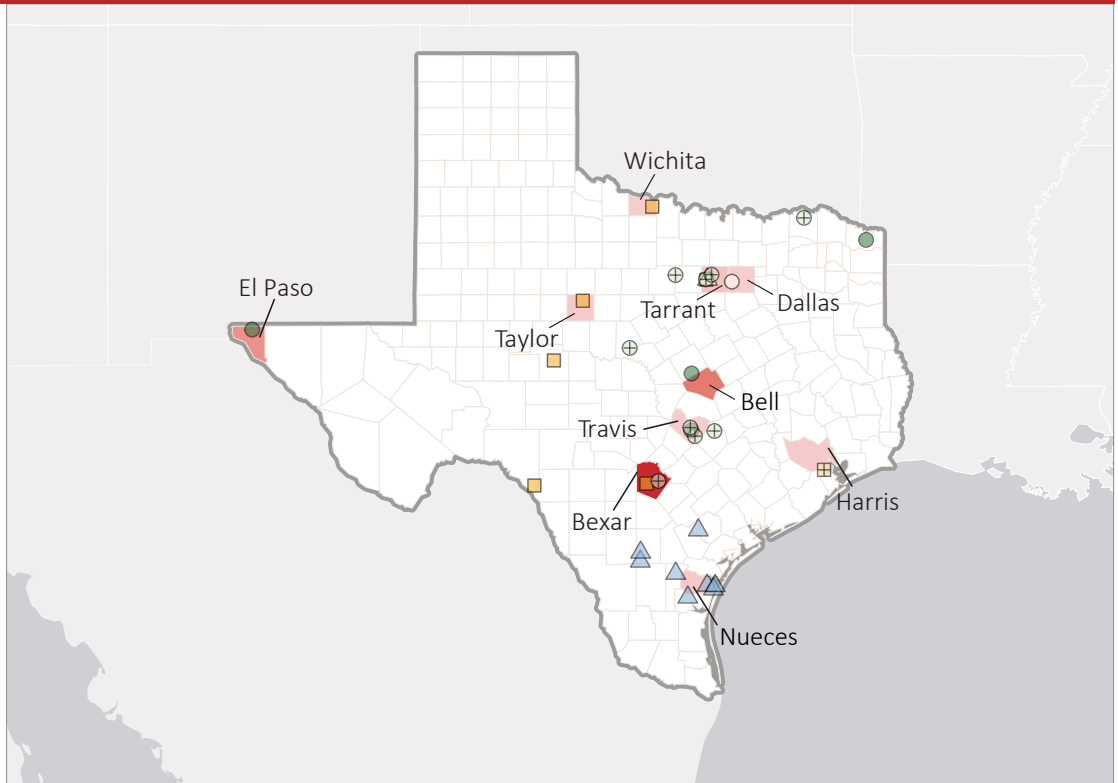 Wichita
El Paso
Dallas
Tarrant
Taylor
Bell
Travis
Harris
Bexar
Nueces